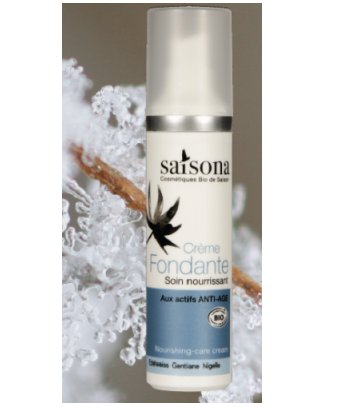 saisona
Cosmétiques Bio de Saison
Crème
Fondante
Soin nourrissant
Aux actifs ANTI-AGE
BIO
Nourishing-care cream
Edelweiss Gentiane Nigelle